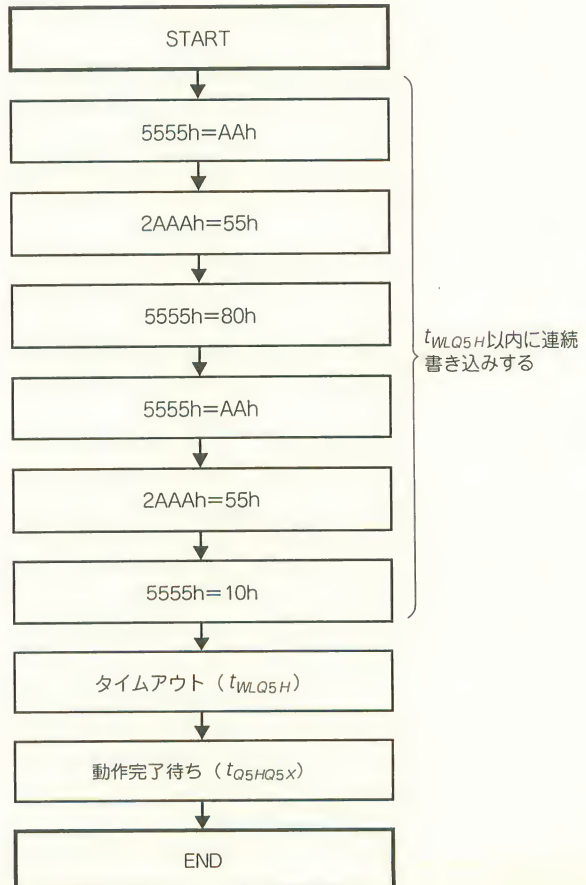 START
5555h=AAh
2AAAh=55h
5555h=80h
5555h=AAh
2AAAh=55h
5555h=10h
tWLQ5H以内に連続
書き込みする
タイムアウト（tWLQ5H）
動作完了待ち（tQ5HQ5X）
END